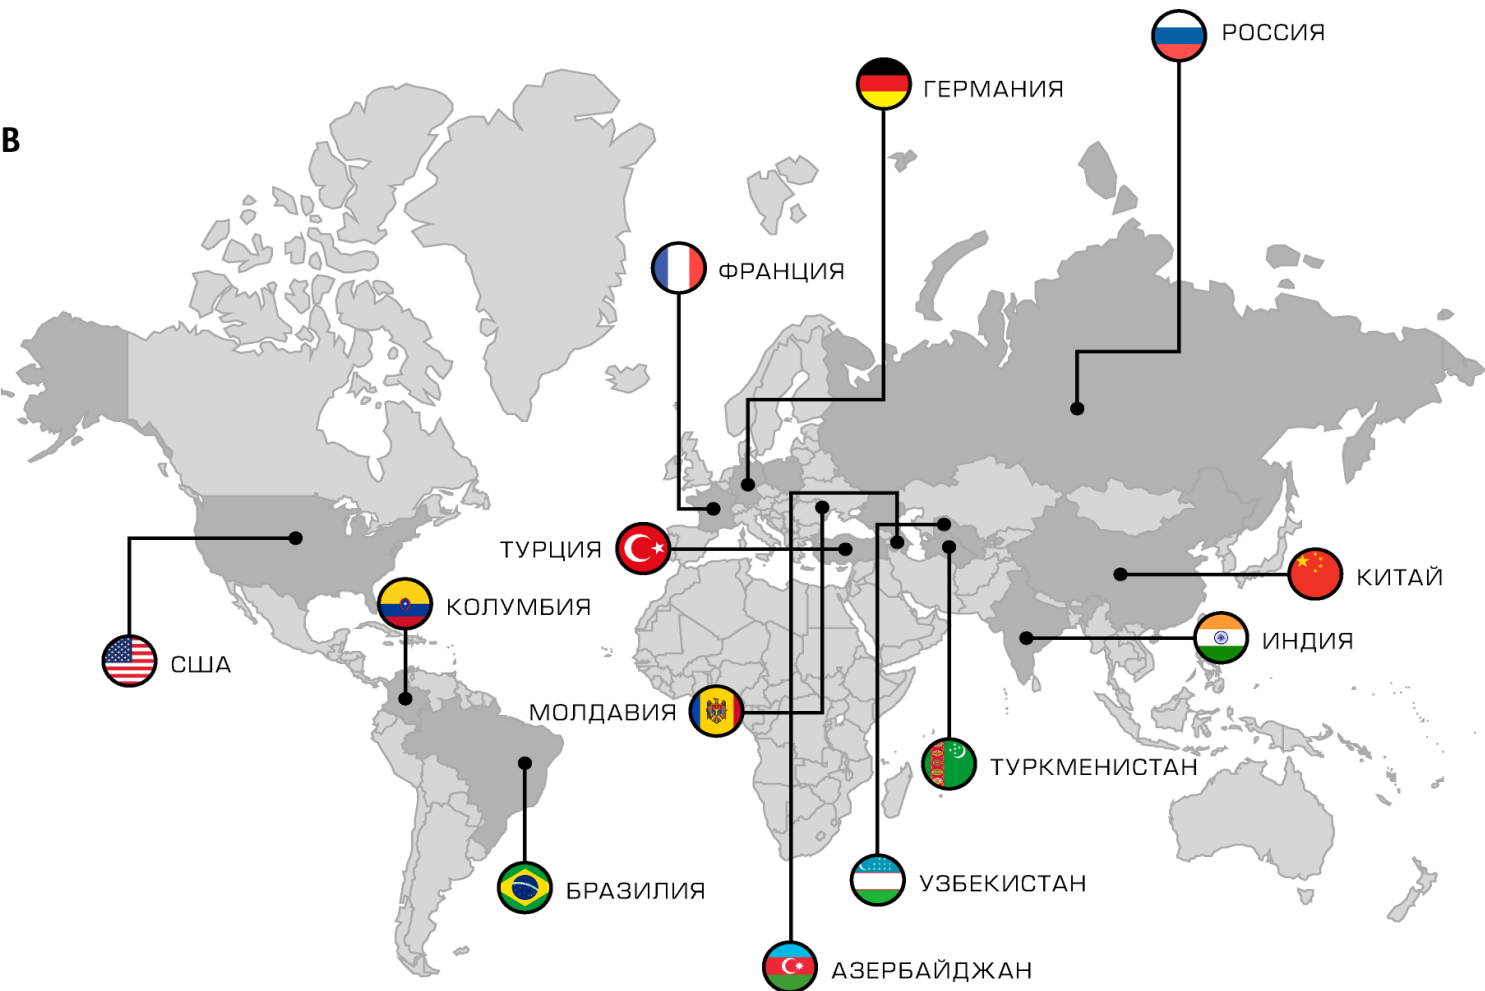 РОССИЯ
ГЕРМАНИЯ
В
ФРАНЦИЯ
ТУРЦИЯ
КИТАЙ
КОЛУМБИЯ
ИНДИЯ
США
МОЛДАВИЯ
ТУРКМЕНИСТАН
УЗБЕКИСТАН
БРАЗИЛИЯ
АЗЕРБАЙДЖАН